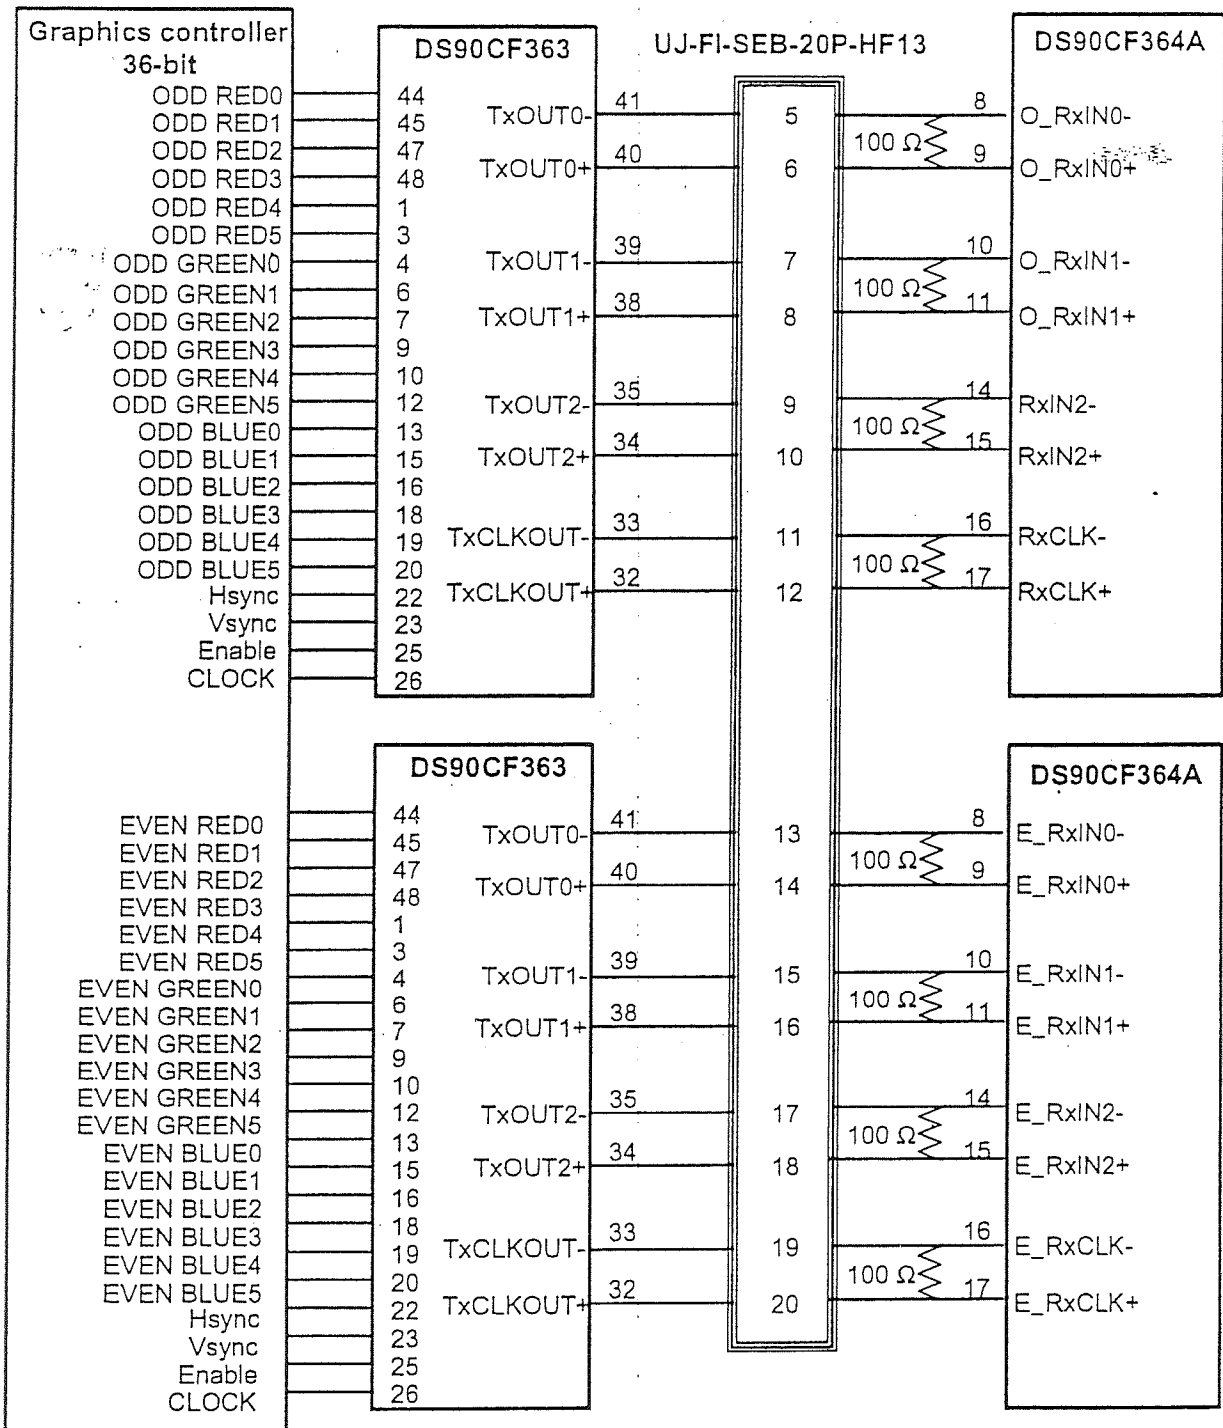 Graphics controller
36-bit
ODD RED0
ODD RED1
ODD RED2
ODD RED3
ODD RED4
ODD RED5
ODD GREEN0
ODD GREEN1
ODD GREEN2
ODD GREEN3
ODD GREEN4
ODD GREEN5
ODD BLUE0
ODD BLUE1
ODD BLUE2
ODD BLUE3
ODD BLUE4
ODD BLUE5
Hsync
Vsync
Enable
CLOCK
DS90CF363
44
45
47
48
1
3
4
6
7
9
10
12
13
15
16
18
19
20
22
23
25
26
TxOUT0- 41
TxOUT0+ 40
TxOUT1- 39
TxOUT1+ 38
TxOUT2- 35
TxOUT2+ 34
TxCLKOUT- 33
TxCLKOUT+ 32
UJ-FI-SEB-20P-HF13
5
6
7
8
9
10
11
12
DS90CF364A
8 O_RxIN0-
100 Ω
9 O_RxIN0+
10 O_RxIN1-
100 Ω
11 O_RxIN1+
14 RxIN2-
100 Ω
15 RxIN2+
16 RxCLK-
100 Ω
17 RxCLK+
EVEN RED0
EVEN RED1
EVEN RED2
EVEN RED3
EVEN RED4
EVEN RED5
EVEN GREEN0
EVEN GREEN1
EVEN GREEN2
EVEN GREEN3
EVEN GREEN4
EVEN GREEN5
EVEN BLUE0
EVEN BLUE1
EVEN BLUE2
EVEN BLUE3
EVEN BLUE4
EVEN BLUE5
Hsync
Vsync
Enable
CLOCK
DS90CF363
44
45
47
48
1
3
4
6
7
9
10
12
13
15
16
18
19
20
22
23
25
26
TxOUT0- 41
TxOUT0+ 40
TxOUT1- 39
TxOUT1+ 38
TxOUT2- 35
TxOUT2+ 34
TxCLKOUT- 33
TxCLKOUT+ 32
13
14
15
16
17
18
19
20
DS90CF364A
8 E_RxIN0-
100 Ω
9 E_RxIN0+
10 E_RxIN1-
100 Ω
11 E_RxIN1+
14 E_RxIN2-
100 Ω
15 E_RxIN2+
16 E_RxCLK-
100 Ω
17 E_RxCLK+